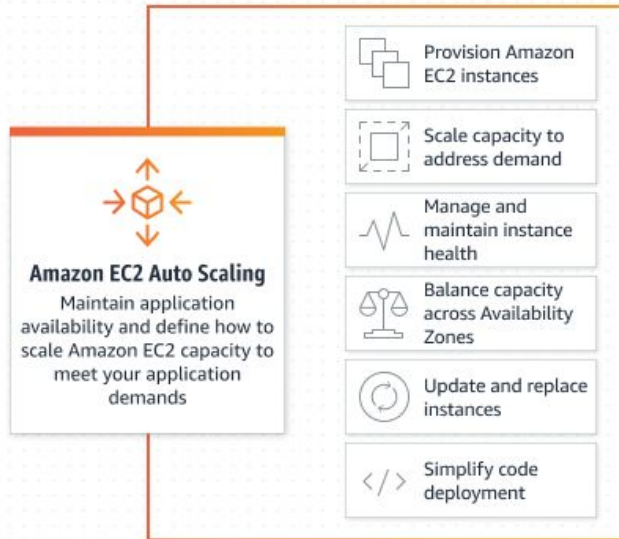 Amazon EC2 Auto Scaling
Maintain application
availability and define how to
scale Amazon EC2 capacity to
meet your application
demands
Provision Amazon
EC2 instances
Scale capacity to
address demand
Manage and
maintain instance
health
Balance capacity
across Availability
Zones
Update and replace
instances
Simplify code
deployment